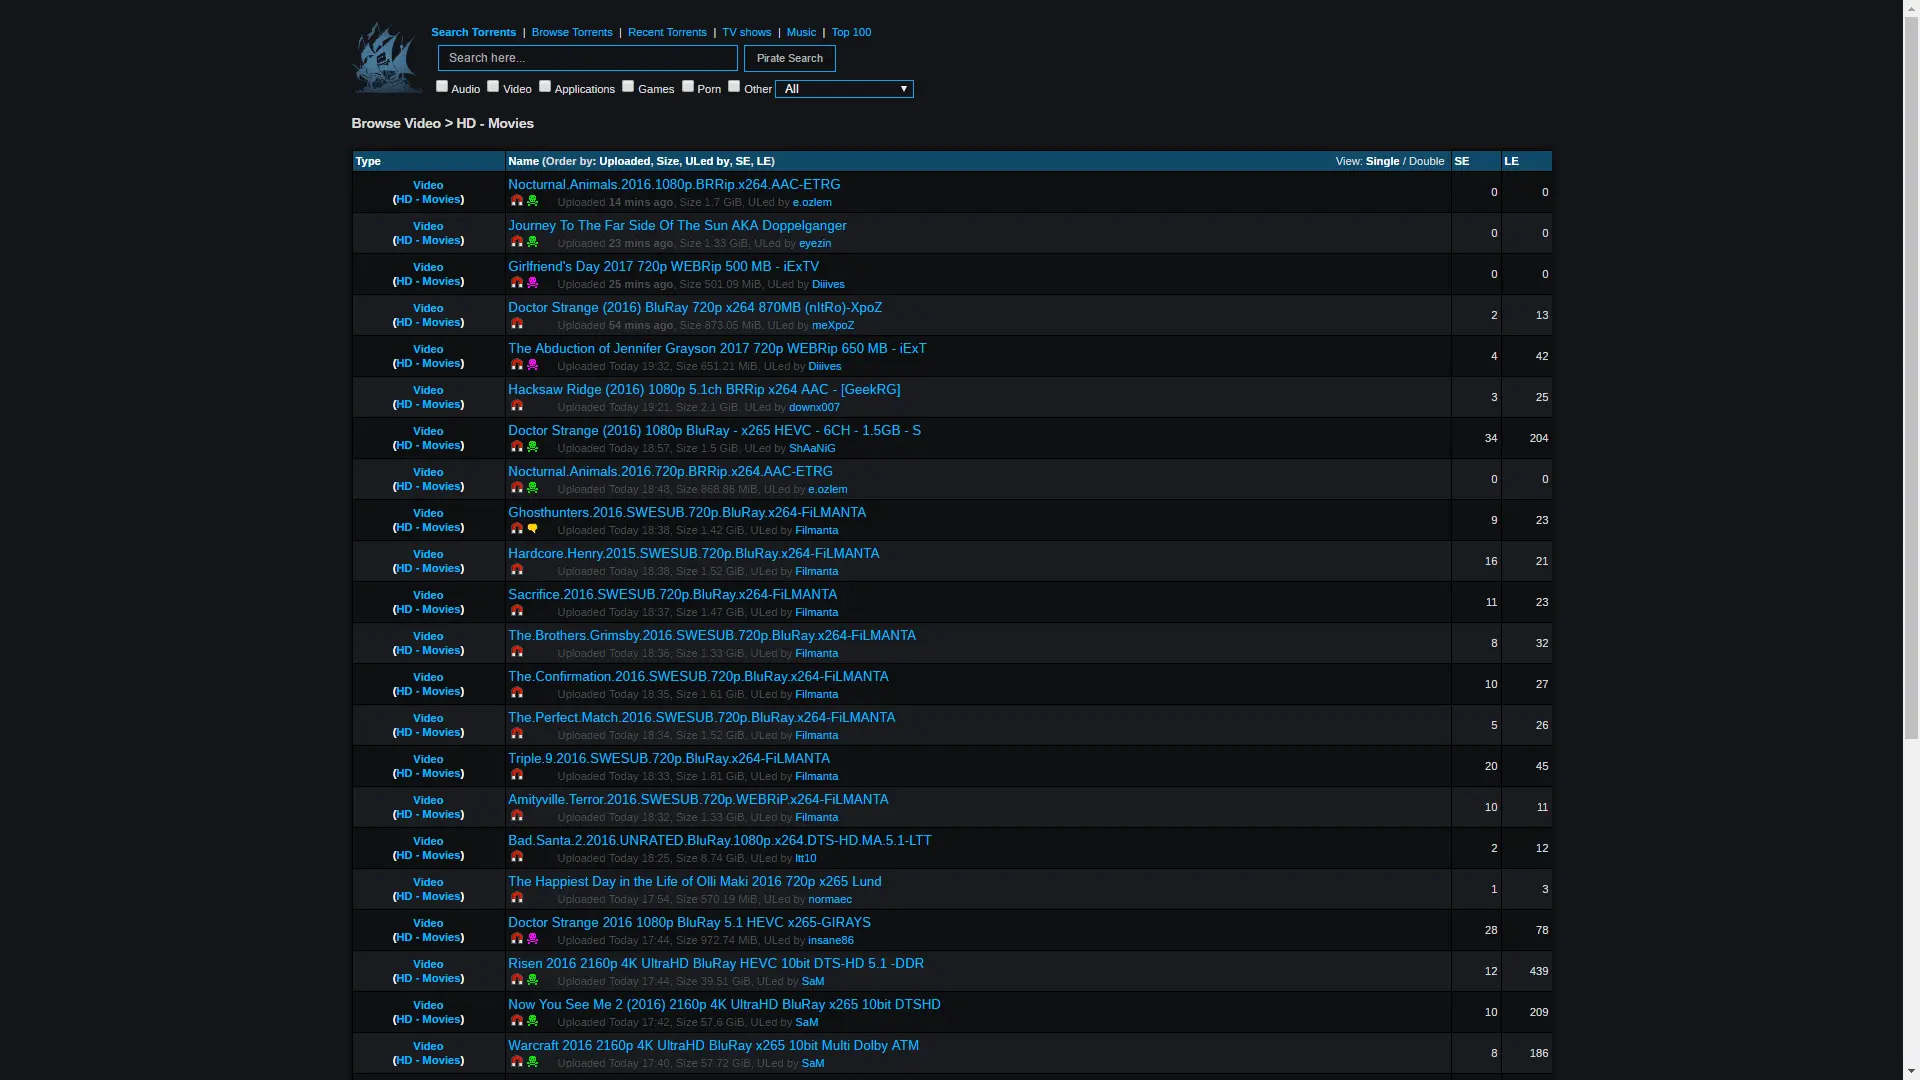 Search Torrents | Browse Torrents | Recent Torrents | TV shows | Music | Top 100
Search here... Pirate Search
Audio Video Applications Games Porn Other All
Browse Video > HD - Movies
Type Name (Order by: Uploaded, Size, ULed by, SE, LE) View: Single / Double SE LE
Video Nocturnal.Animals.2016.1080p.BRRip.x264.AAC-ETRG
(HD - Movies) Uploaded 14 mins ago, Size 1.7 GiB, ULed by e.ozlem 0 0
Video Journey To The Far Side Of The Sun AKA Doppelganger
(HD - Movies) Uploaded 23 mins ago, Size 1.33 GiB, ULed by eyezin 0 0
Video Girlfriend's Day 2017 720p WEBRip 500 MB - iExTV
(HD - Movies) Uploaded 25 mins ago, Size 501.09 MiB, ULed by Diiives 0 0
Video Doctor Strange (2016) BluRay 720p x264 870MB (nItRo)-XpoZ
(HD - Movies) Uploaded 54 mins ago, Size 873.05 MiB, ULed by meXpoZ 2 13
Video The Abduction of Jennifer Grayson 2017 720p WEBRip 650 MB - iExT
(HD - Movies) Uploaded Today 19:32, Size 651.21 MiB, ULed by Diiives 4 42
Video Hacksaw Ridge (2016) 1080p 5.1ch BRRip x264 AAC - [GeekRG]
(HD - Movies) Uploaded Today 19:21, Size 2.1 GiB, ULed by downx007 3 25
Video Doctor Strange (2016) 1080p BluRay - x265 HEVC - 6CH - 1.5GB - S
(HD - Movies) Uploaded Today 18:57, Size 1.5 GiB, ULed by ShAaNiG 34 204
Video Nocturnal.Animals.2016.720p.BRRip.x264.AAC-ETRG
(HD - Movies) Uploaded Today 18:48, Size 868.86 MiB, ULed by e.ozlem 0 0
Video Ghosthunters.2016.SWESUB.720p.BluRay.x264-FiLMANTA
(HD - Movies) Uploaded Today 18:38, Size 1.42 GiB, ULed by Filmanta 9 23
Video Hardcore.Henry.2015.SWESUB.720p.BluRay.x264-FiLMANTA
(HD - Movies) Uploaded Today 18:38, Size 1.52 GiB, ULed by Filmanta 16 21
Video Sacrifice.2016.SWESUB.720p.BluRay.x264-FiLMANTA
(HD - Movies) Uploaded Today 18:37, Size 1.47 GiB, ULed by Filmanta 11 23
Video The.Brothers.Grimsby.2016.SWESUB.720p.BluRay.x264-FiLMANTA
(HD - Movies) Uploaded Today 18:36, Size 1.33 GiB, ULed by Filmanta 8 32
Video The.Confirmation.2016.SWESUB.720p.BluRay.x264-FiLMANTA
(HD - Movies) Uploaded Today 18:35, Size 1.61 GiB, ULed by Filmanta 10 27
Video The.Perfect.Match.2016.SWESUB.720p.BluRay.x264-FiLMANTA
(HD - Movies) Uploaded Today 18:34, Size 1.52 GiB, ULed by Filmanta 5 26
Video Triple.9.2016.SWESUB.720p.BluRay.x264-FiLMANTA
(HD - Movies) Uploaded Today 18:33, Size 1.81 GiB, ULed by Filmanta 20 45
Video Amityville.Terror.2016.SWESUB.720p.WEBRiP.x264-FiLMANTA
(HD - Movies) Uploaded Today 18:32, Size 1.33 GiB, ULed by Filmanta 10 11
Video Bad.Santa.2.2016.UNRATED.BluRay.1080p.x264.DTS-HD.MA.5.1-LTT
(HD - Movies) Uploaded Today 18:25, Size 8.74 GiB, ULed by ltt10 2 12
Video The Happiest Day in the Life of Olli Maki 2016 720p x265 Lund
(HD - Movies) Uploaded Today 17:54, Size 570.19 MiB, ULed by normaec 1 3
Video Doctor Strange 2016 1080p BluRay 5.1 HEVC x265-GIRAYS
(HD - Movies) Uploaded Today 17:44, Size 972.74 MiB, ULed by insane86 28 78
Video Risen 2016 2160p 4K UltraHD BluRay HEVC 10bit DTS-HD 5.1 -DDR
(HD - Movies) Uploaded Today 17:44, Size 39.51 GiB, ULed by SaM 12 439
Video Now You See Me 2 (2016) 2160p 4K UltraHD BluRay x265 10bit DTSHD
(HD - Movies) Uploaded Today 17:42, Size 57.6 GiB, ULed by SaM 10 209
Video Warcraft 2016 2160p 4K UltraHD BluRay x265 10bit Multi Dolby ATM
(HD - Movies) Uploaded Today 17:40, Size 57.72 GiB, ULed by SaM 8 186